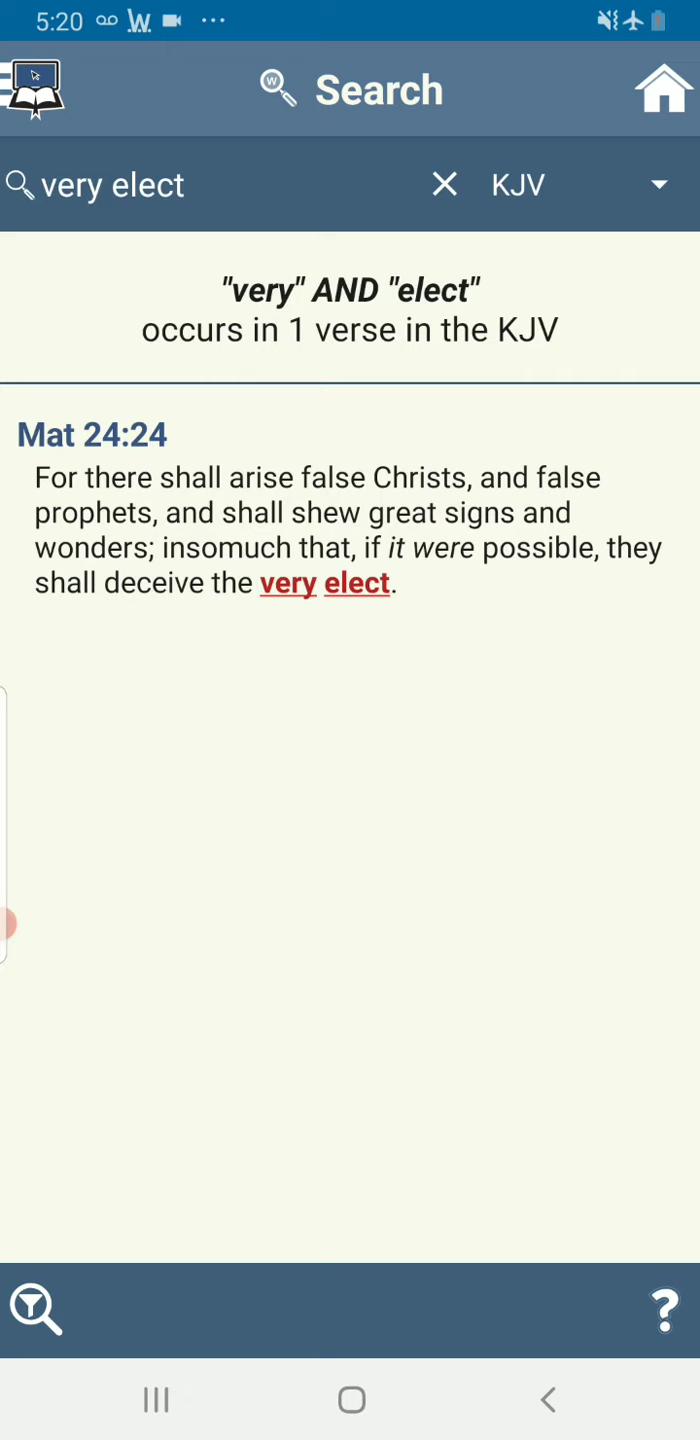 5:20
W
Search
very elect
KJV
"very" AND "elect"
occurs in 1 verse in the KJV
Mat 24:24
For there shall arise false Christs, and false
prophets, and shall shew great signs and
wonders; insomuch that, if it were possible, they
shall deceive the very elect.
?